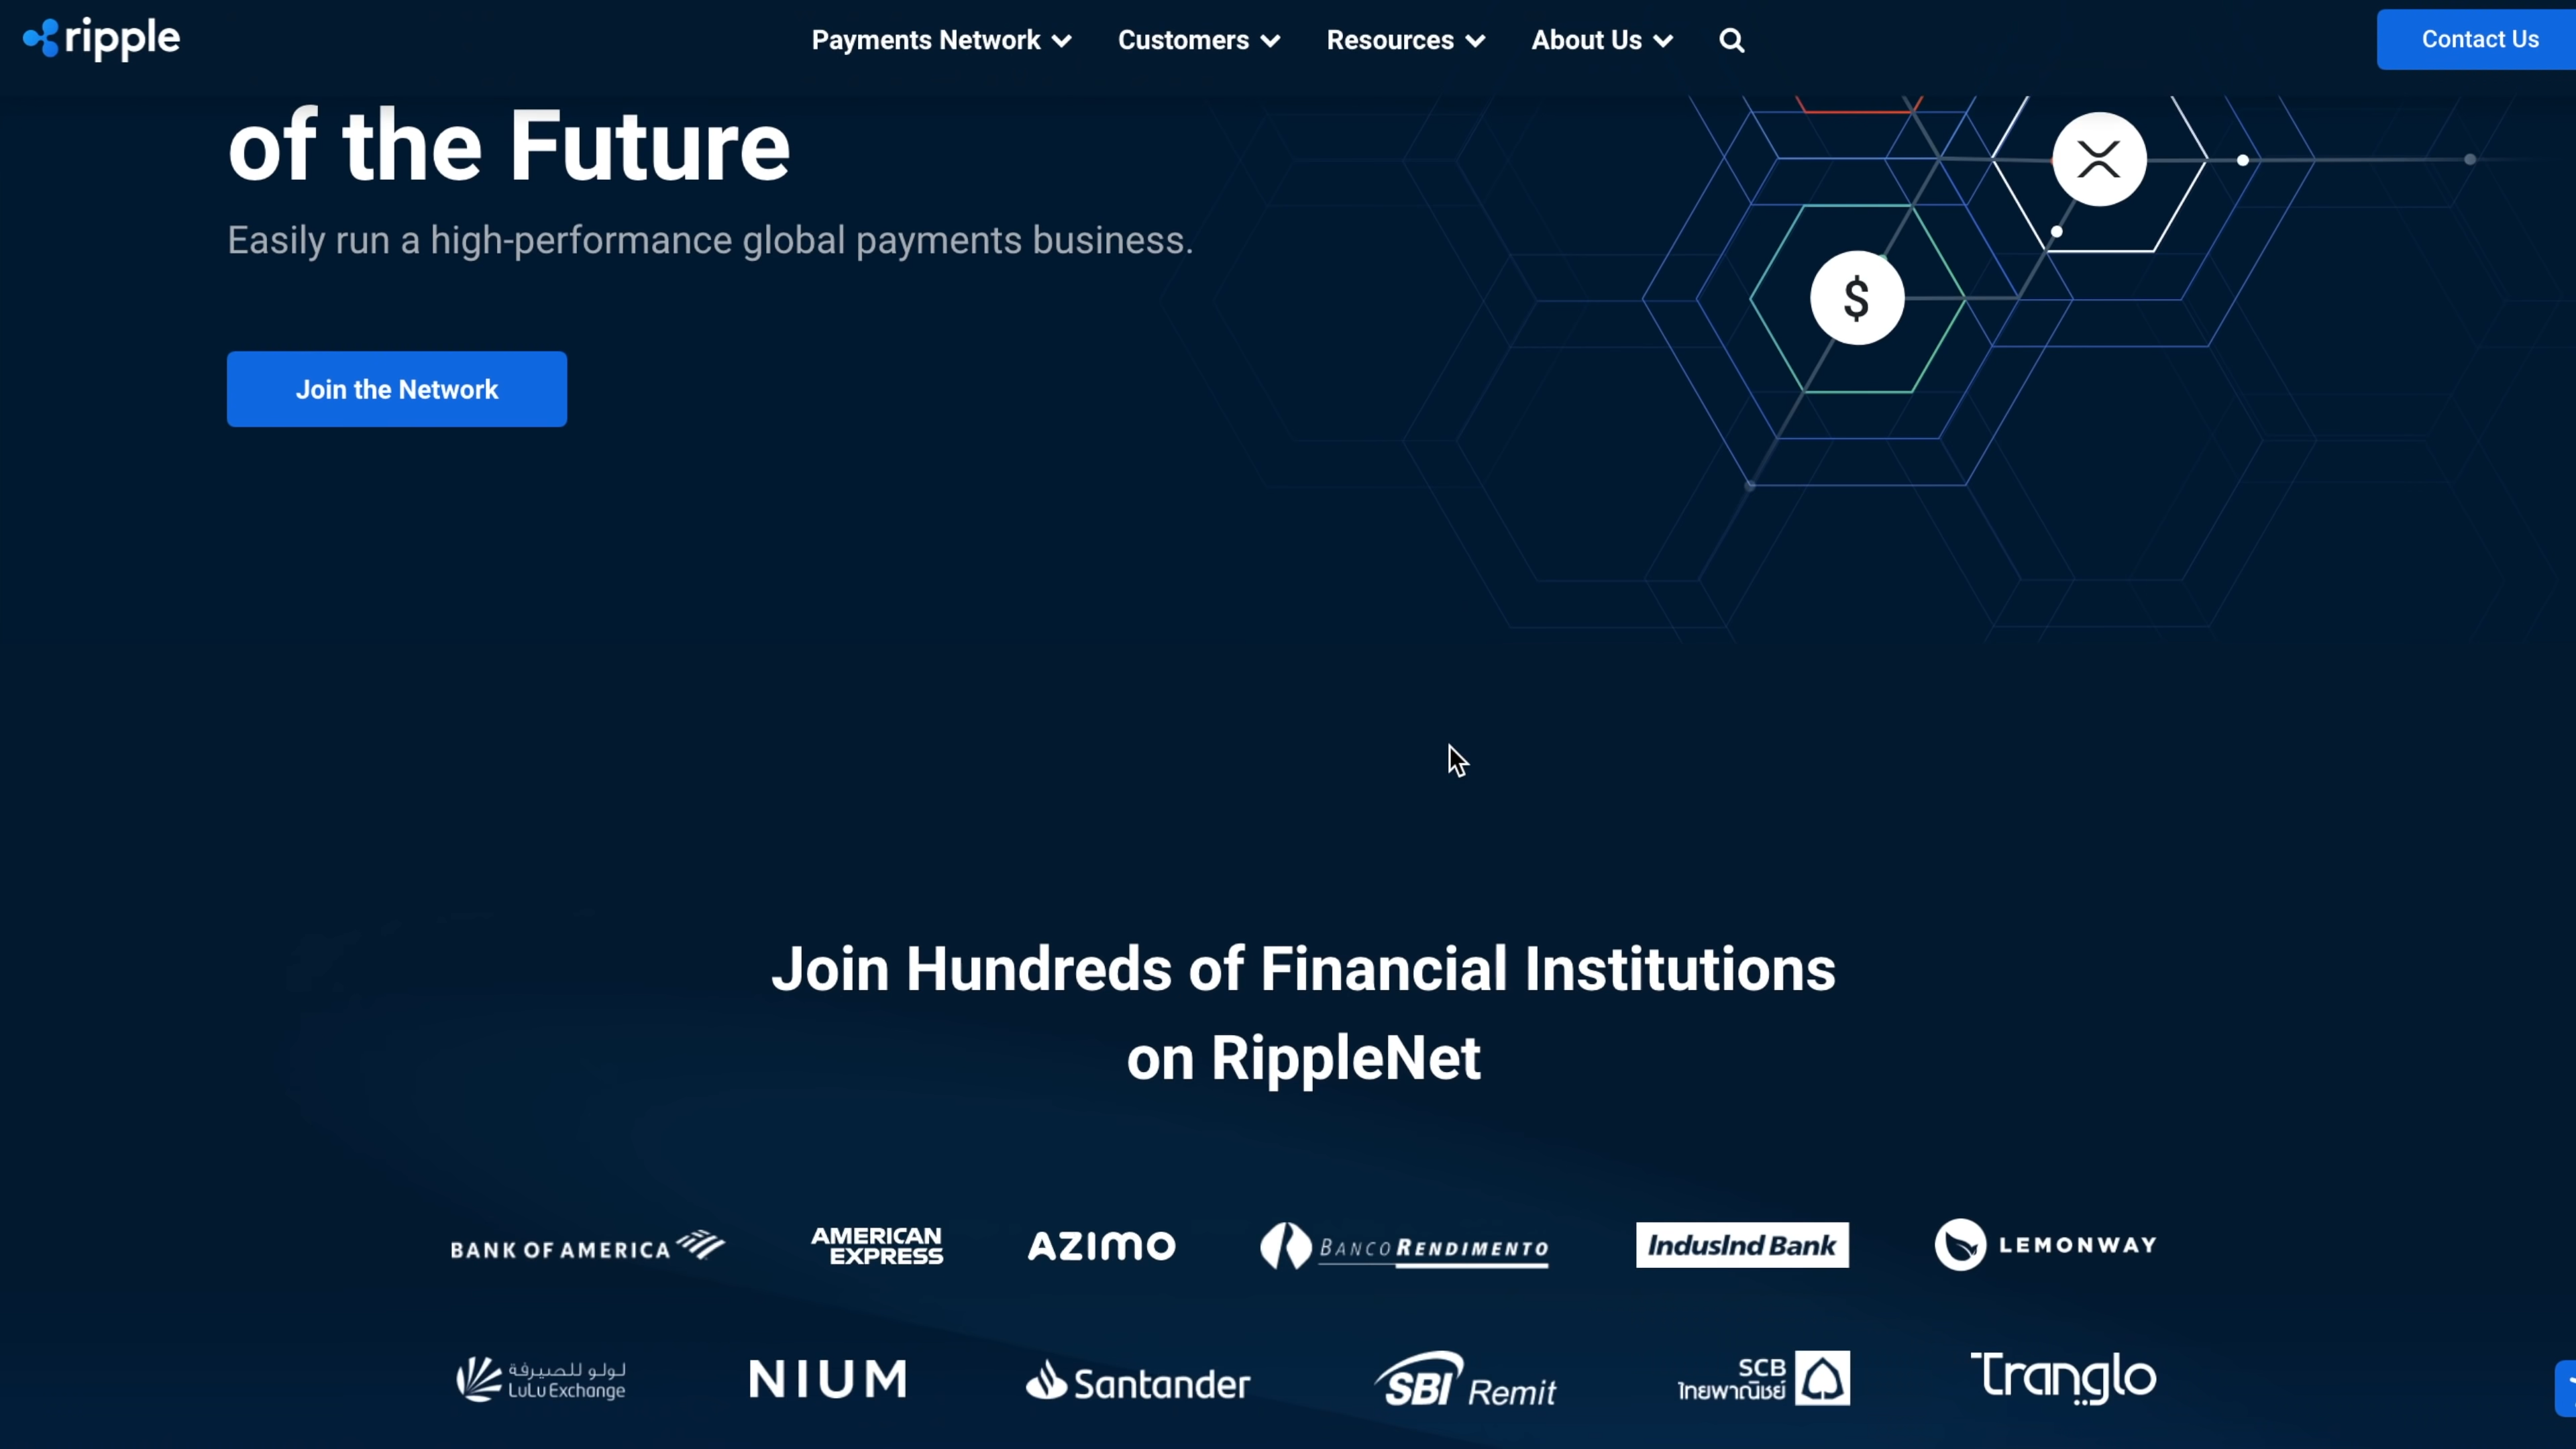 ripple
Payments Network
Customers
Resources
About Us
Contact Us
of the Future
Easily run a high-performance global payments business.
Join the Network
$
Join Hundreds of Financial Institutions
on RippleNet
BANK OF AMERICA
AMERICAN
EXPRESS
AZIMO
BANCO RENDIMENTO
IndusInd Bank
LEMONWAY
لولو للصيرفة
LuLu Exchange
NIUM
Santander
SBI Remit
SCB
ไทยพาณิชย์
Tranglo